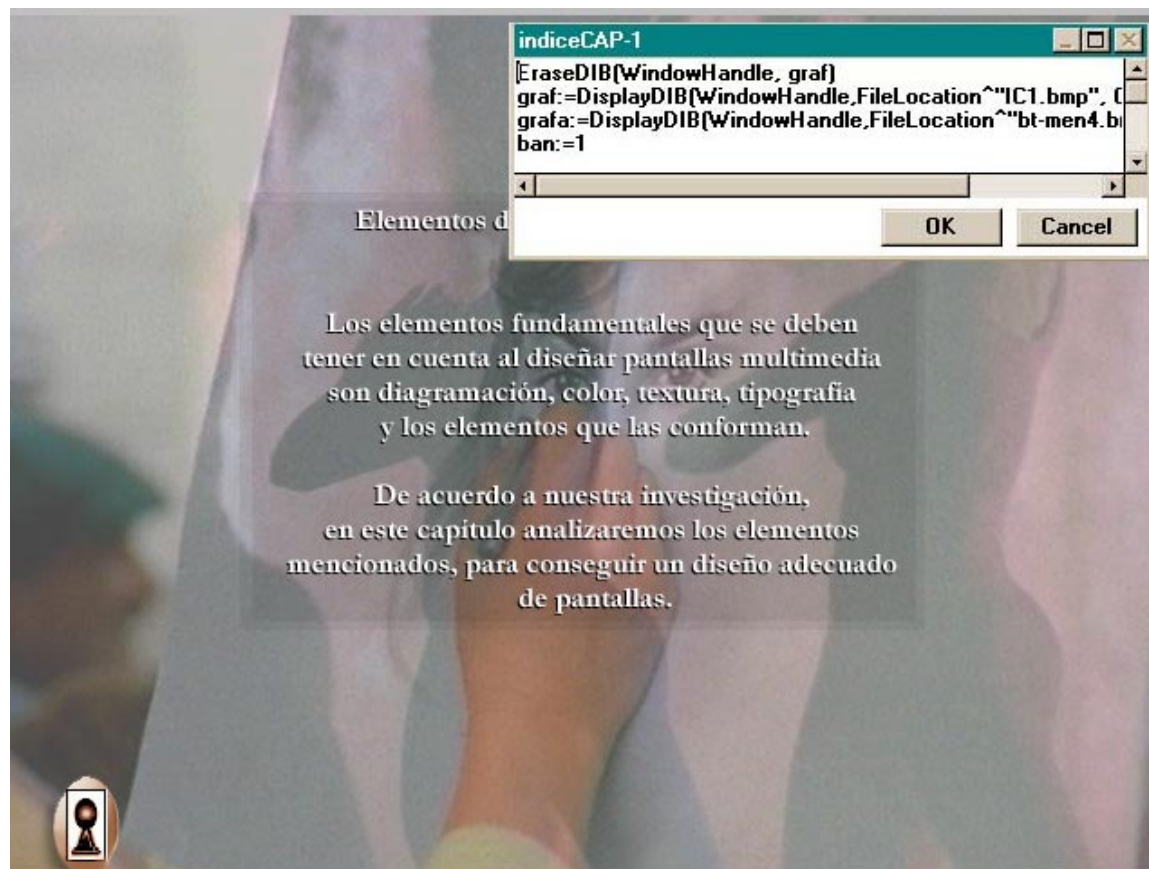 indiceCAP-1
EraseDIB(WindowHandle, graf)
graf:=DisplayDIB(WindowHandle,FileLocation^"IC1.bmp",
grafa:=DisplayDIB(WindowHandle,FileLocation^"bt-men4.
ban:=1
OK Cancel
Elementos
Los elementos fundamentales que se deben
tener en cuenta al diseñar pantallas multimedia
son diagramación, color, textura, tipografía
y los elementos que las conforman.
De acuerdo a nuestra investigación,
en este capitulo analizaremos los elementos
mencionados, para conseguir un diseño adecuado
de pantallas.